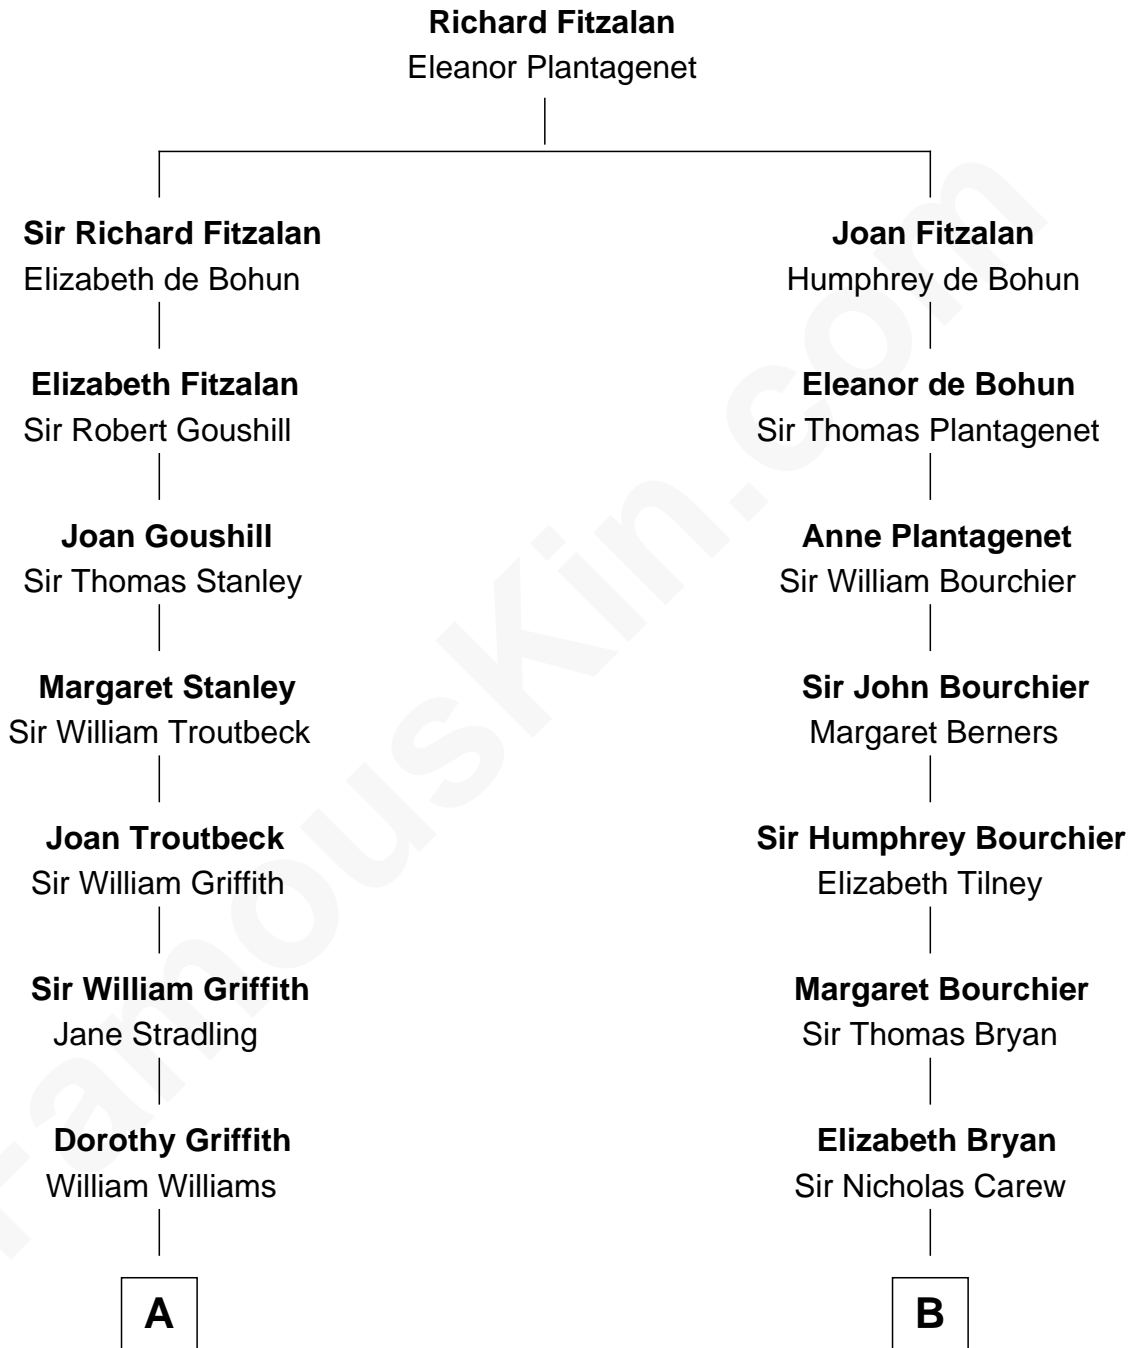 Richard Fitzalan
Eleanor Plantagenet
Sir Richard Fitzalan
Elizabeth de Bohun
Elizabeth Fitzalan
Sir Robert Goushill
Joan Goushill
Sir Thomas Stanley
Margaret Stanley
Sir William Troutbeck
Joan Troutbeck
Sir William Griffith
Sir William Griffith
Jane Stradling
Dorothy Griffith
William Williams
A
Joan Fitzalan
Humphrey de Bohun
Eleanor de Bohun
Sir Thomas Plantagenet
Anne Plantagenet
Sir William Bourchier
Sir John Bourchier
Margaret Berners
Sir Humphrey Bourchier
Elizabeth Tilney
Margaret Bourchier
Sir Thomas Bryan
Elizabeth Bryan
Sir Nicholas Carew
B
FamousKin.com